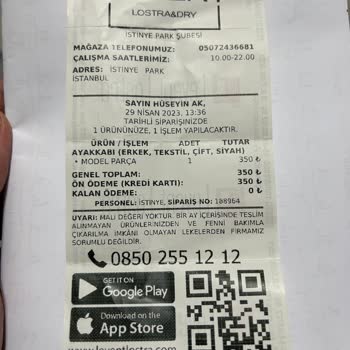 LOSTRA&DRY
İSTİNYE PARK ŞUBESİ
MAĞAZA TELEFONUMUZ: 05072436681
ÇALIŞMA SAATLERİMİZ: 10.00-22.00
ADRES: İSTİNYE PARK
İSTANBUL
SAYIN HÜSEYİN AK,
29 NİSAN 2023, 13:36
TARİHLİ SİPARİŞİNİZDE
1 ÜRÜNÜNÜZE, 1 İŞLEM YAPILACAKTIR.
ÜRÜN / İŞLEM ADET TUTAR
AYAKKABI (ERKEK, TEKSTİL, ÇİFT, SİYAH)
• MODEL PARÇA 1 350 ₺
GENEL TOPLAM: 350 ₺
ÖN ÖDEME (KREDİ KARTI): 350 ₺
KALAN ÖDEME: 0 ₺
PERSONEL: İSTİNYE, SİPARİŞ NO: 188964
UYARI: MALİ DEĞERİ YOKTUR. BİR AY İÇERİSİNDE TESLİM
ALINMAYAN ÜRÜNLERİNİZDEN VE FENNİ BAKIMLA
ÇIKARILMA İMKÂNI OLMAYAN LEKELERDEN FİRMAMIZ
SORUMLU DEĞİLDİR.
0850 255 12 12
GET IT ON
Google Play
Download on the
App Store
www.leventlostra.com